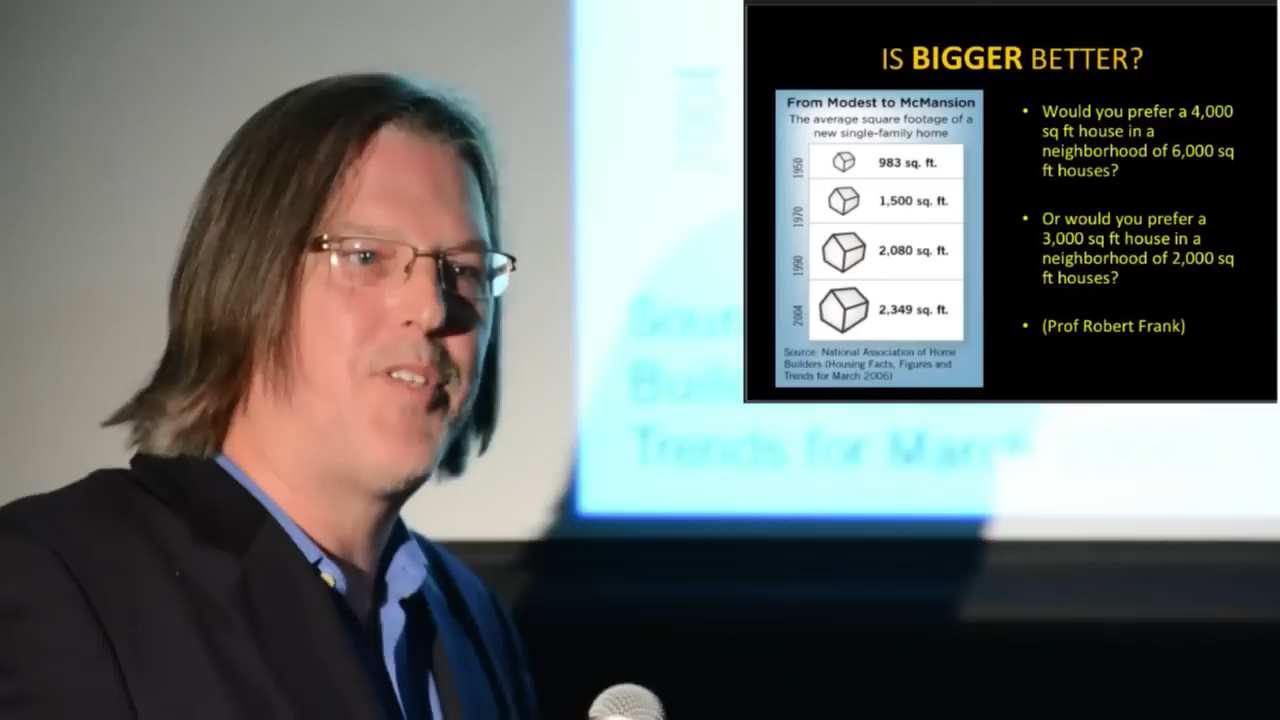 IS BIGGER BETTER?
From Modest to McMansion
The average square footage of a
new single-family home
1950
983 sq. ft.
1970
1,500 sq. ft.
1990
2,080 sq. ft.
2004
2,349 sq. ft.
Source: National Association of Home
Builders (Housing Facts, Figures and
Trends for March 2006)
• Would you prefer a 4,000
sq ft house in a
neighborhood of 6,000 sq
ft houses?
• Or would you prefer a
3,000 sq ft house in a
neighborhood of 2,000 sq
ft houses?
• (Prof Robert Frank)
2004
Trends for March